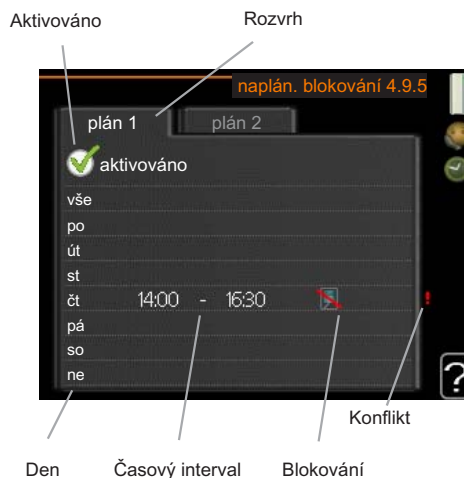 Aktivováno Rozvrh
naplán. blokování 4.9.5
plán 1 plán 2
aktivováno
vše
po
út
st
čt 14:00 - 16:30 !
pá
so
ne
?
Konflikt
Den Časový interval Blokování